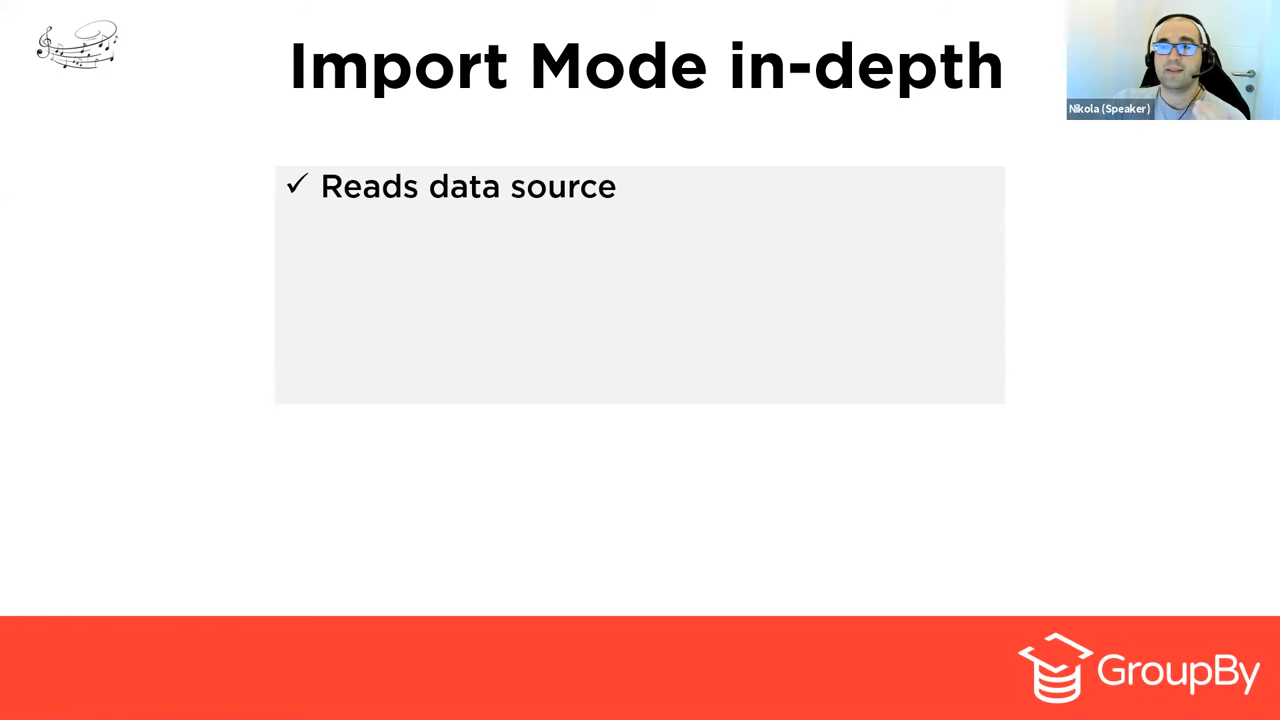 Import Mode in-depth
Nikola (Speaker)
✓ Reads data source
GroupBy